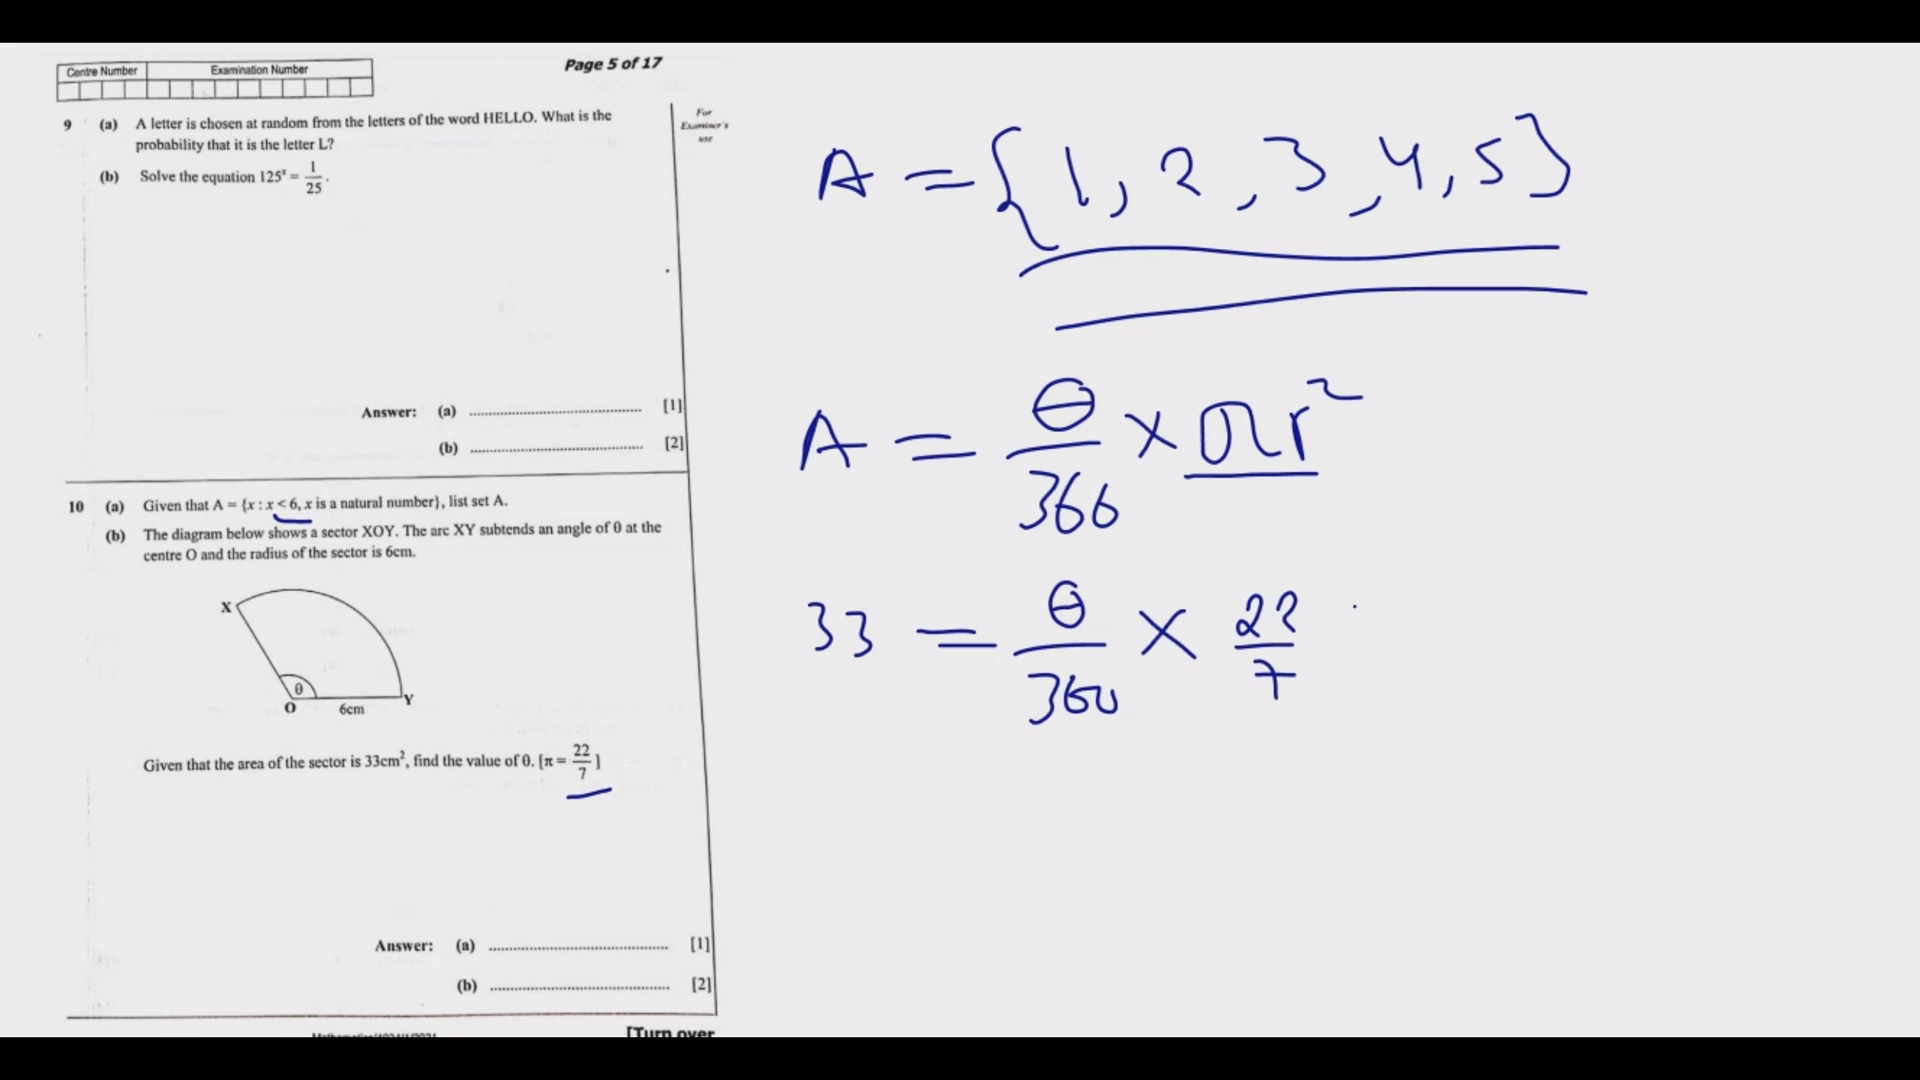 Centre Number Examination Number
Page 5 of 17
For
Examiner's
use
9 (a) A letter is chosen at random from the letters of the word HELLO. What is the
probability that it is the letter L?
(b) Solve the equation 125ˣ = 1/25.
Answer: (a) ........................................ [1]
(b) ........................................ [2]
10 (a) Given that A = {x : x < 6, x is a natural number}, list set A.
(b) The diagram below shows a sector XOY. The arc XY subtends an angle of θ at the
centre O and the radius of the sector is 6cm.
X
θ
O 6cm Y
Given that the area of the sector is 33cm², find the value of θ. [π = 22/7]
Answer: (a) ........................................ [1]
(b) ........................................ [2]
[Turn over
A = {1, 2, 3, 4, 5}
A = θ/360 × πr²
33 = θ/360 × 22/7